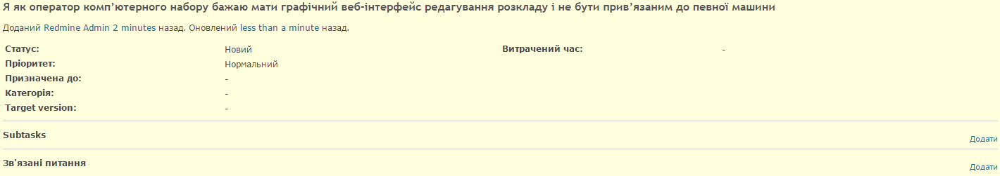 Я як оператор комп’ютерного набору бажаю мати графічний веб-інтерфейс редагування розкладу і не бути прив’язаним до певної машини
Доданий Redmine Admin 2 minutes назад. Оновлений less than a minute назад.
Статус: Новий Витрачений час: -
Пріоритет: Нормальний
Призначена до: -
Категорія: -
Target version: -
Subtasks Додати
Зв'язані питання Додати